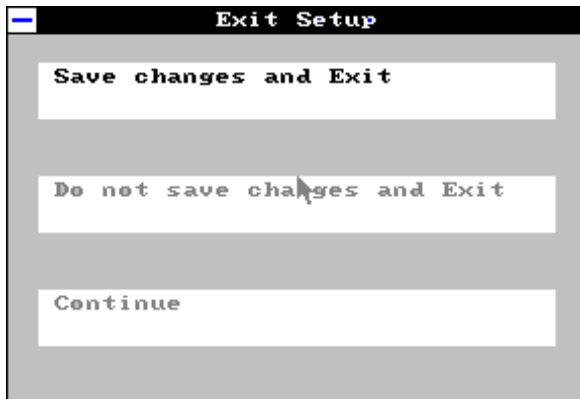 Exit Setup
Save changes and Exit
Do not save changes and Exit
Continue